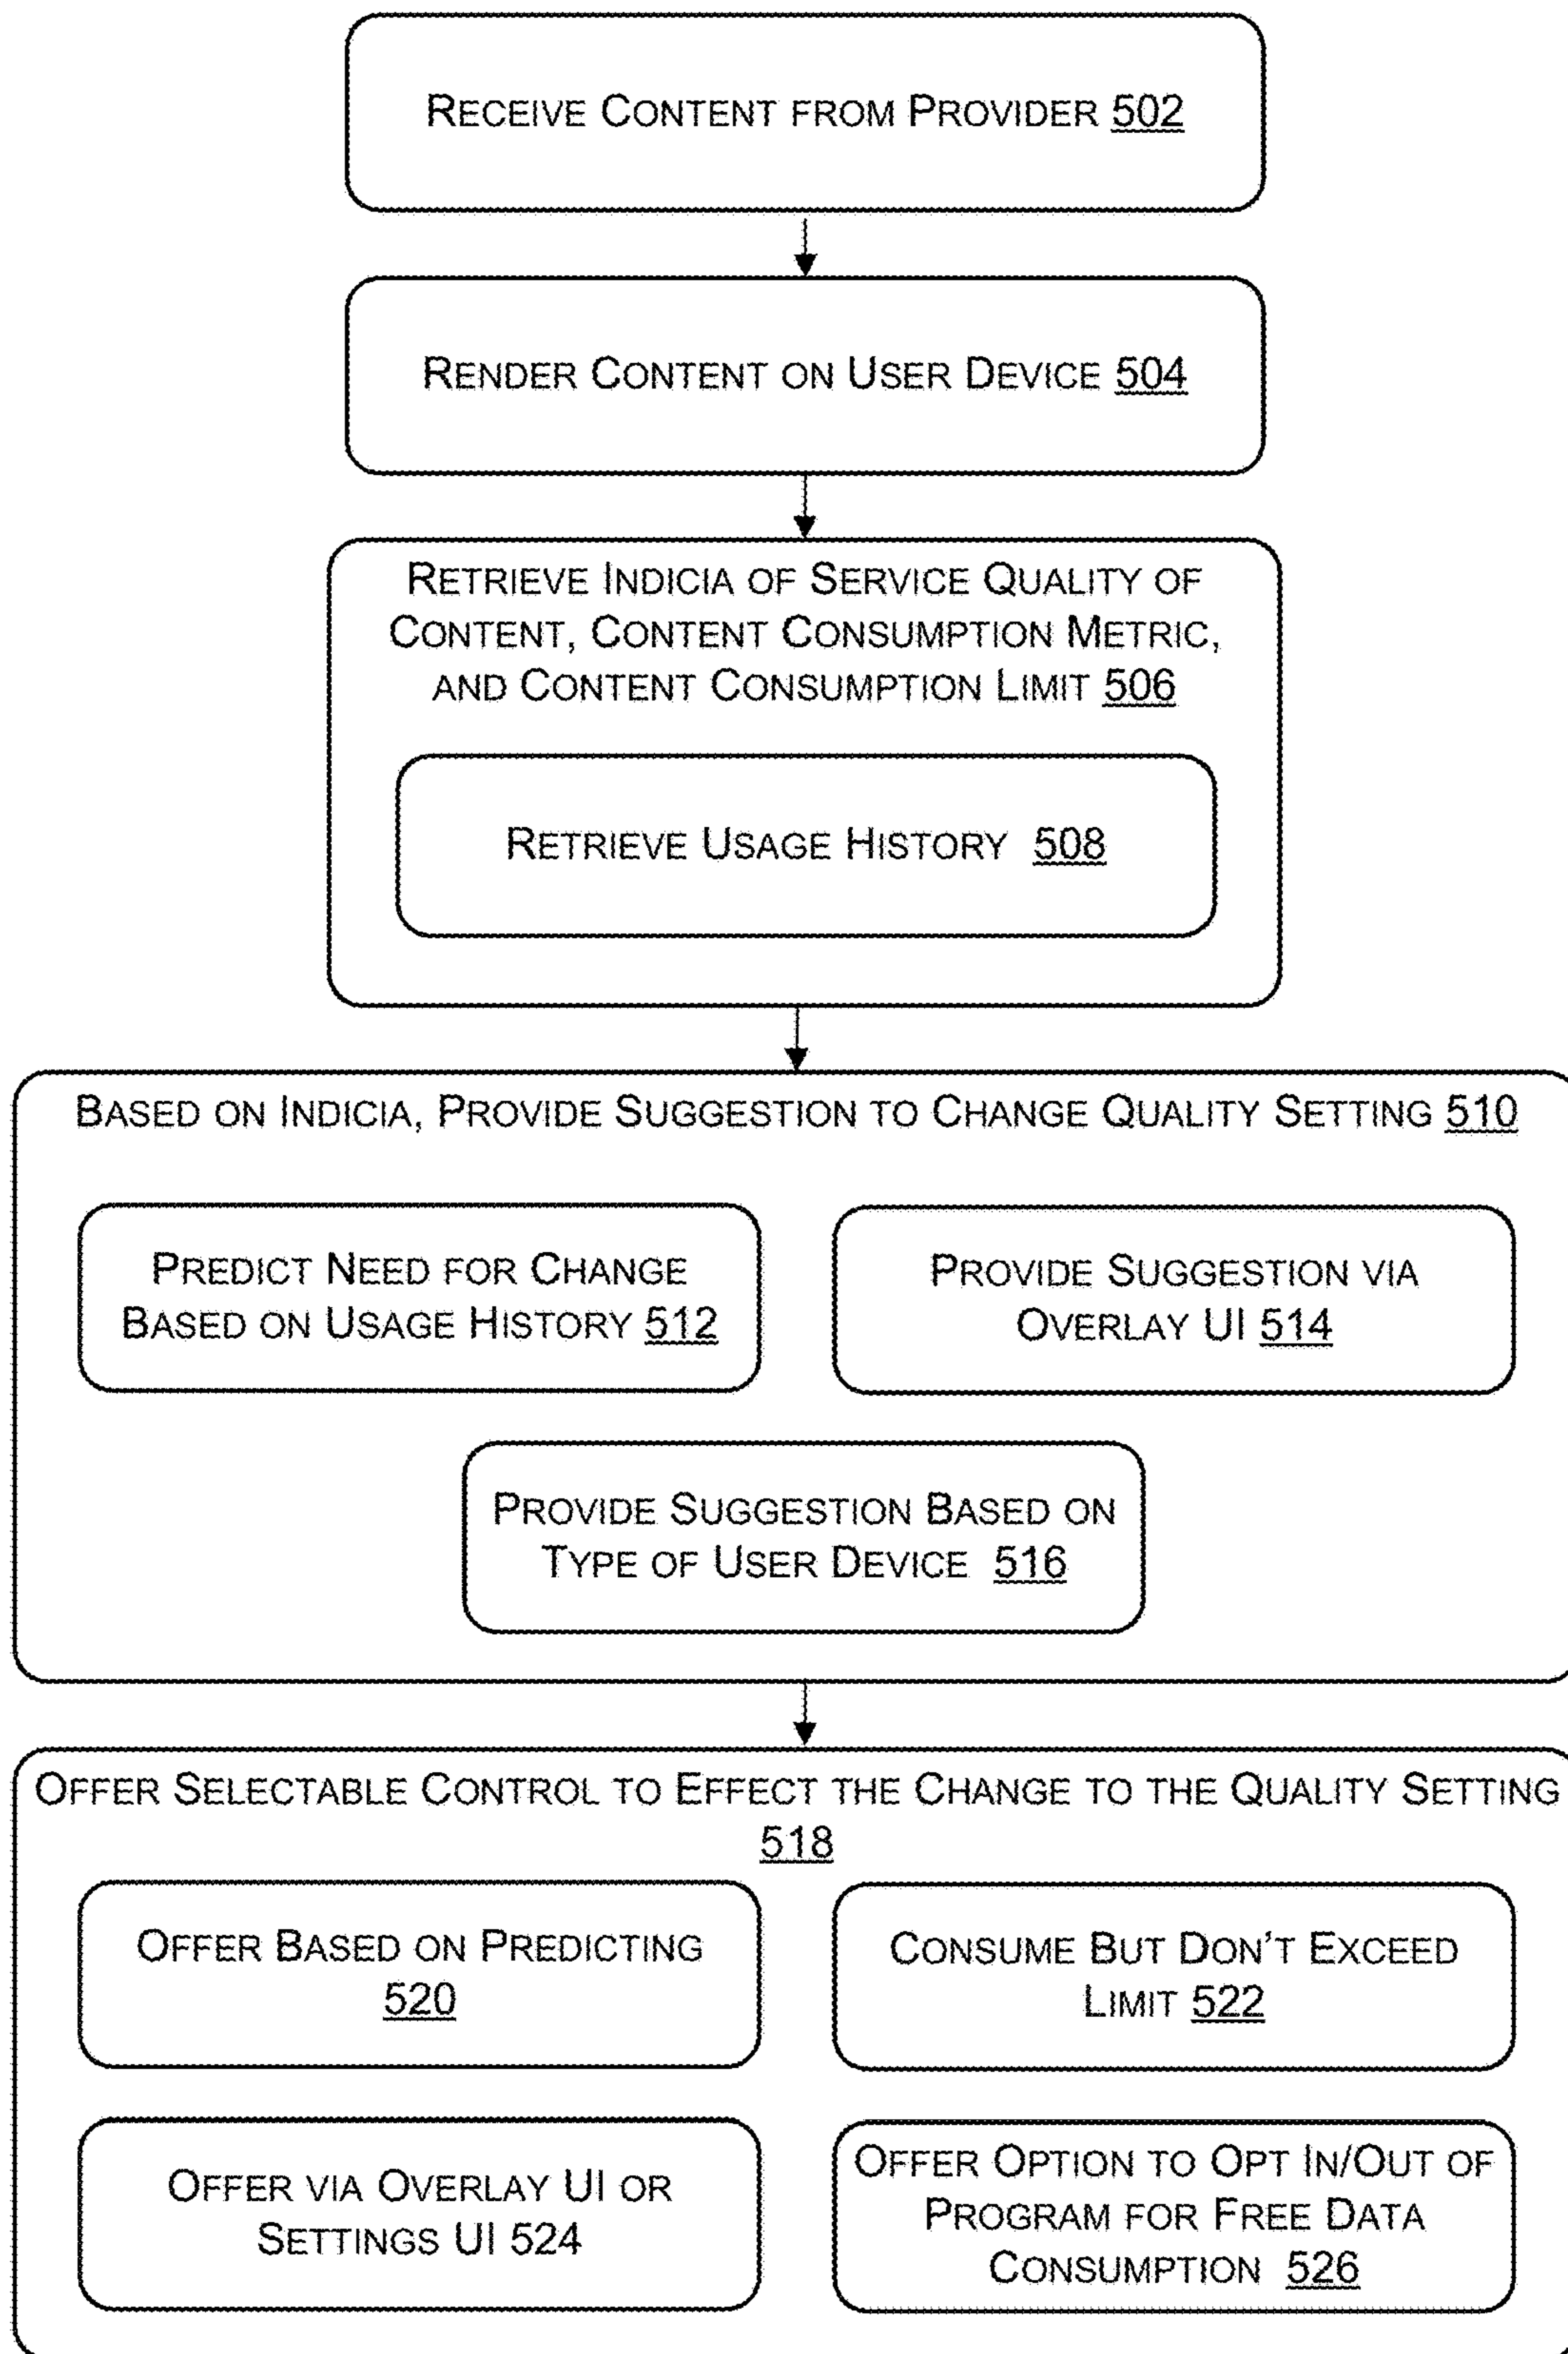 RECEIVE CONTENT FROM PROVIDER 502
RENDER CONTENT ON USER DEVICE 504
RETRIEVE INDICIA OF SERVICE QUALITY OF
CONTENT, CONTENT CONSUMPTION METRIC,
AND CONTENT CONSUMPTION LIMIT 506
RETRIEVE USAGE HISTORY 508
BASED ON INDICIA, PROVIDE SUGGESTION TO CHANGE QUALITY SETTING 510
PREDICT NEED FOR CHANGE
BASED ON USAGE HISTORY 512
PROVIDE SUGGESTION VIA
OVERLAY UI 514
PROVIDE SUGGESTION BASED ON
TYPE OF USER DEVICE 516
OFFER SELECTABLE CONTROL TO EFFECT THE CHANGE TO THE QUALITY SETTING
518
OFFER BASED ON PREDICTING
520
CONSUME BUT DON'T EXCEED
LIMIT 522
OFFER VIA OVERLAY UI OR
SETTINGS UI 524
OFFER OPTION TO OPT IN/OUT OF
PROGRAM FOR FREE DATA
CONSUMPTION 526